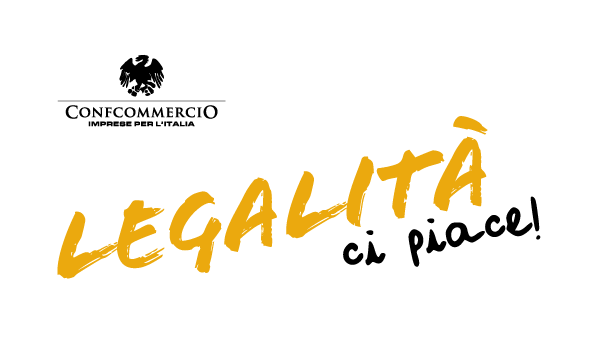 CONFCOMMERCIO
IMPRESE PER L'ITALIA
LEGALITÀ
ci piace!